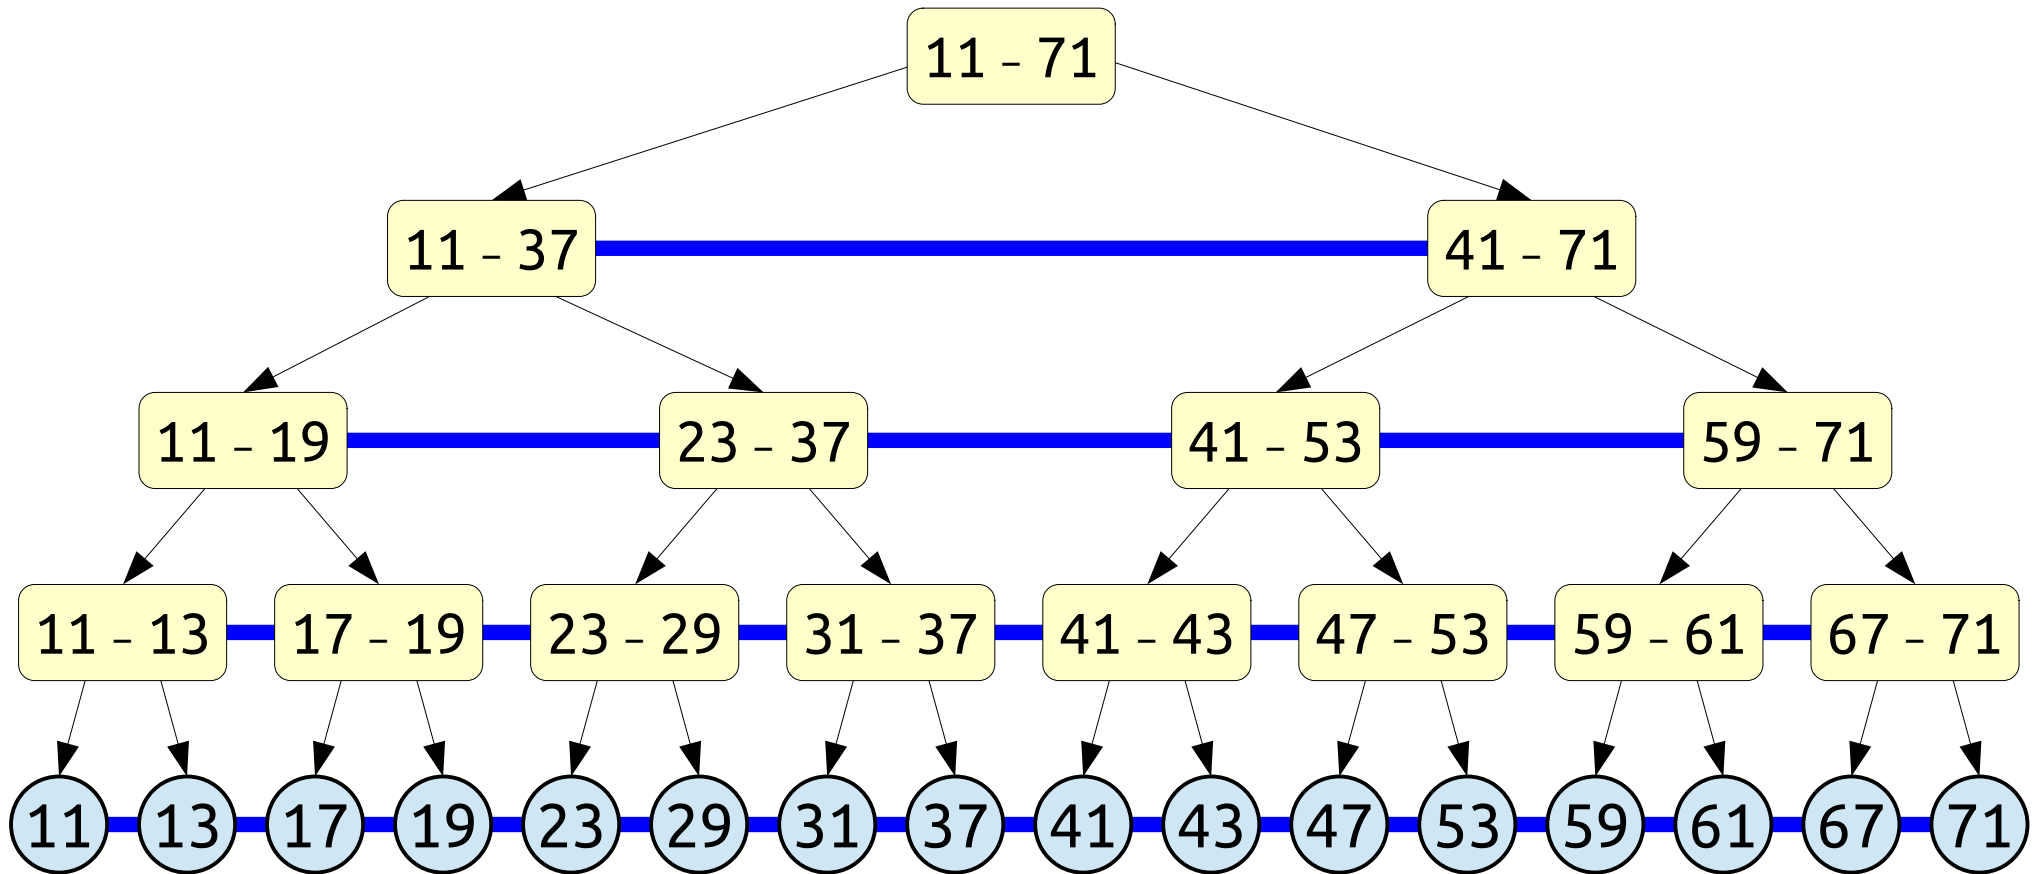 11 – 71
11 – 37 41 – 71
11 – 19 23 – 37 41 – 53 59 – 71
11 – 13 17 – 19 23 – 29 31 – 37 41 – 43 47 – 53 59 – 61 67 – 71
11 13 17 19 23 29 31 37 41 43 47 53 59 61 67 71